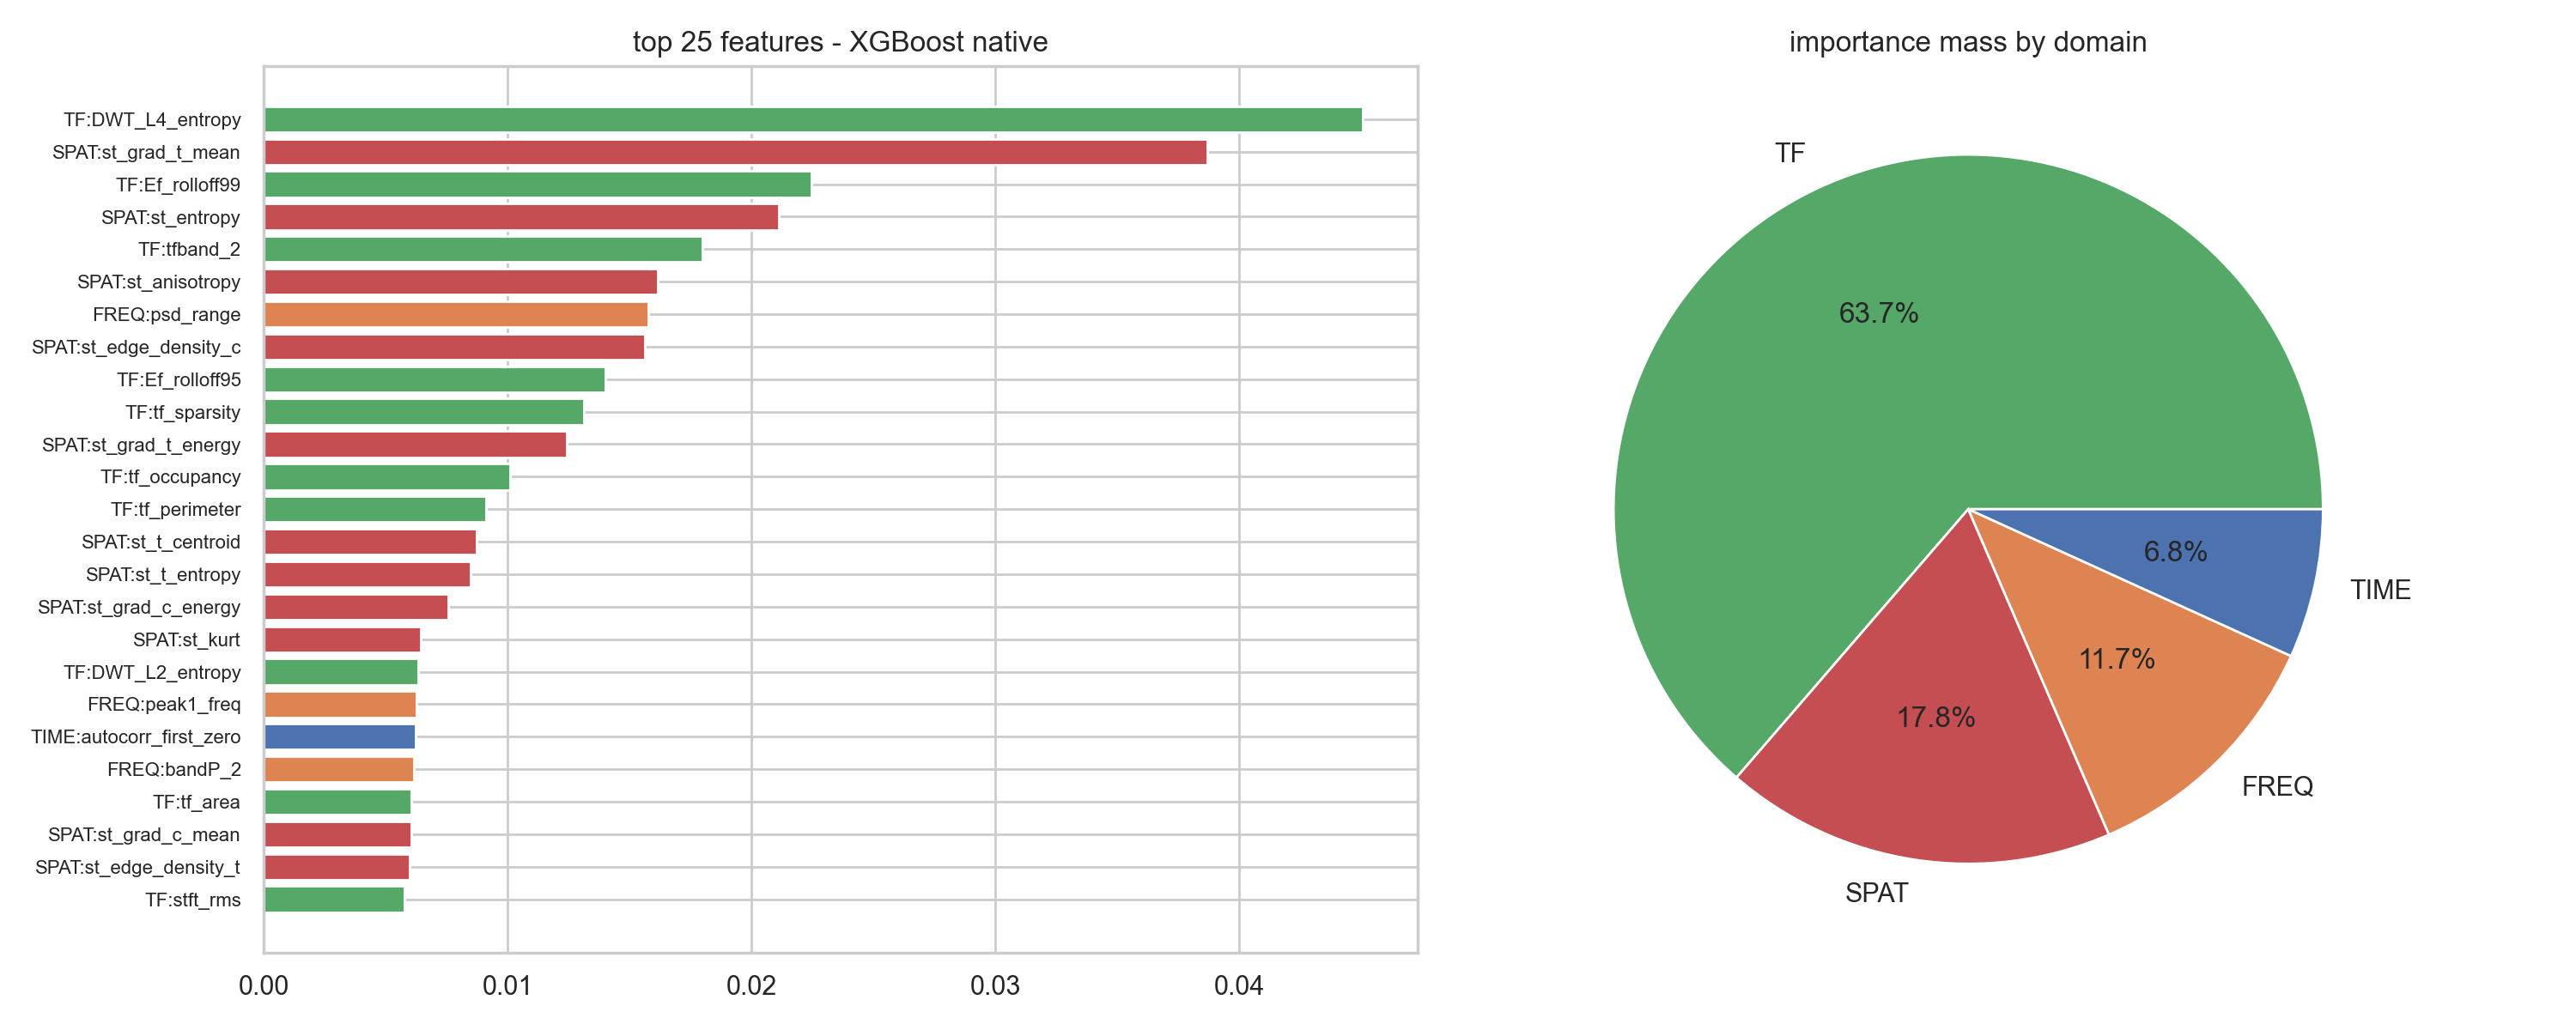 top 25 features - XGBoost native
TF:DWT_L4_entropy
SPAT:st_grad_t_mean
TF:Ef_rolloff99
SPAT:st_entropy
TF:tfband_2
SPAT:st_anisotropy
FREQ:psd_range
SPAT:st_edge_density_c
TF:Ef_rolloff95
TF:tf_sparsity
SPAT:st_grad_t_energy
TF:tf_occupancy
TF:tf_perimeter
SPAT:st_t_centroid
SPAT:st_t_entropy
SPAT:st_grad_c_energy
SPAT:st_kurt
TF:DWT_L2_entropy
FREQ:peak1_freq
TIME:autocorr_first_zero
FREQ:bandP_2
TF:tf_area
SPAT:st_grad_c_mean
SPAT:st_edge_density_t
TF:stft_rms
0.00 0.01 0.02 0.03 0.04
importance mass by domain
TF
63.7%
6.8%
TIME
11.7%
17.8%
FREQ
SPAT